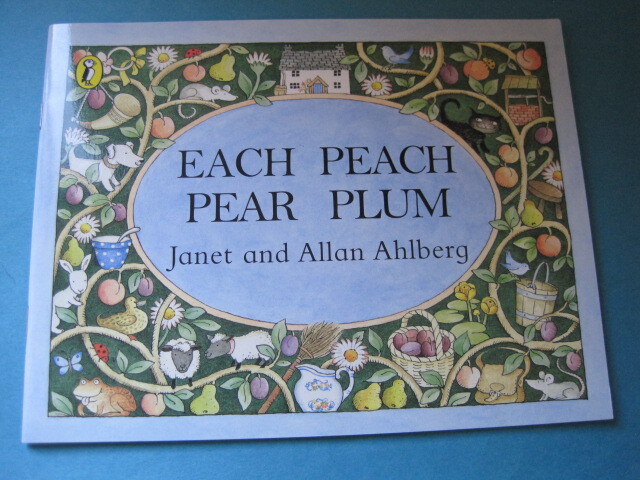 EACH PEACH
PEAR PLUM
Janet and Allan Ahlberg